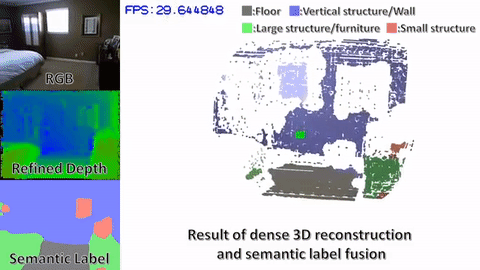 FPS:29.644848
:Floor :Vertical structure/Wall
:Large structure/furniture :Small structure
RGB
Refined Depth
Semantic Label
Result of dense 3D reconstruction
and semantic label fusion